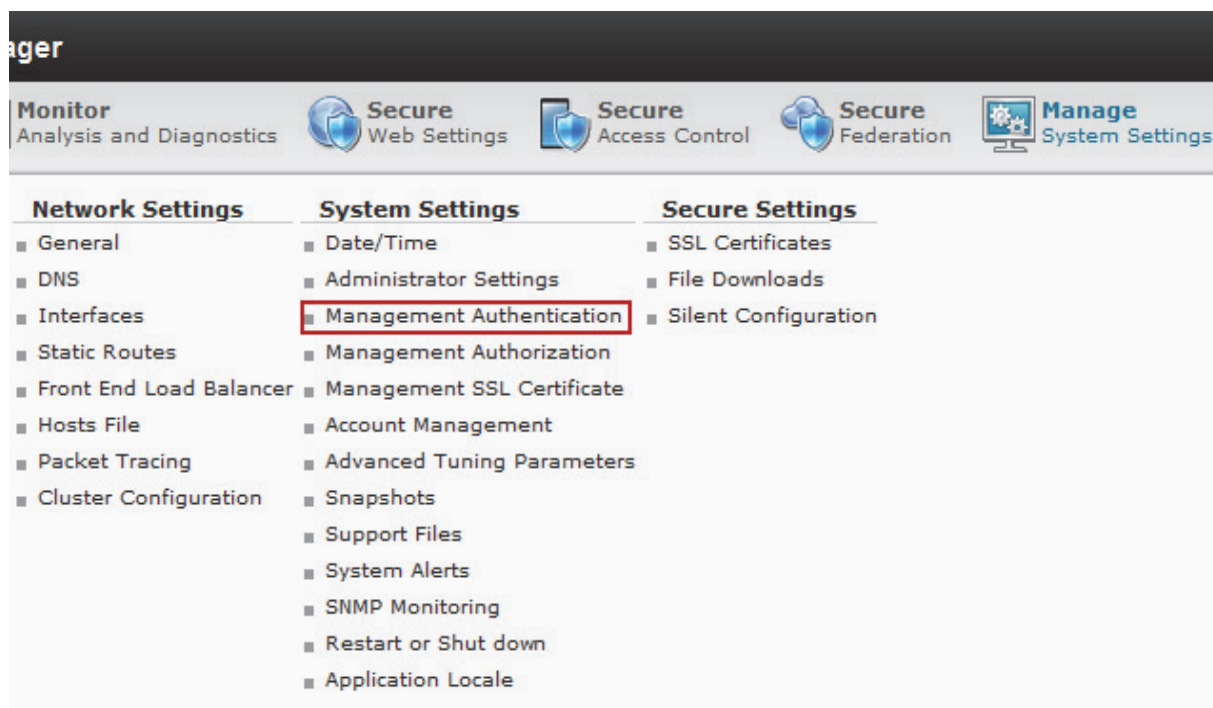 ager
Monitor
Analysis and Diagnostics
Secure
Web Settings
Secure
Access Control
Secure
Federation
Manage
System Settings
Network Settings
General
DNS
Interfaces
Static Routes
Front End Load Balancer
Hosts File
Packet Tracing
Cluster Configuration
System Settings
Date/Time
Administrator Settings
Management Authentication
Management Authorization
Management SSL Certificate
Account Management
Advanced Tuning Parameters
Snapshots
Support Files
System Alerts
SNMP Monitoring
Restart or Shut down
Application Locale
Secure Settings
SSL Certificates
File Downloads
Silent Configuration